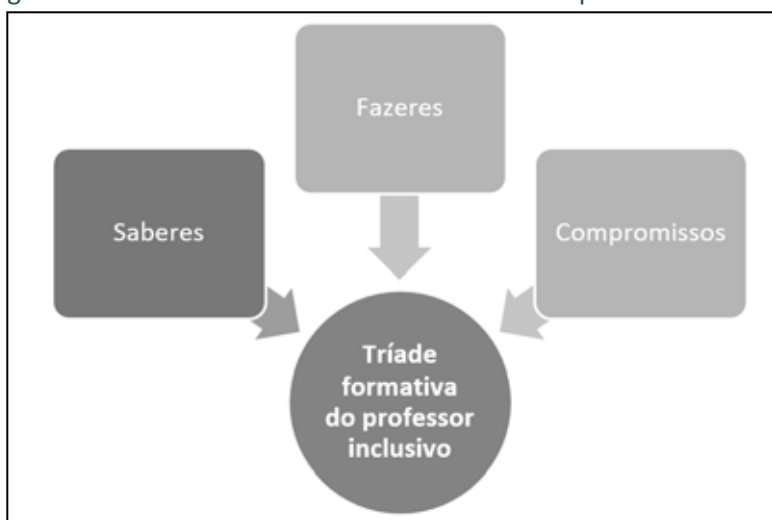 Fazeres
Saberes
Compromissos
Tríade
formativa
do professor
inclusivo